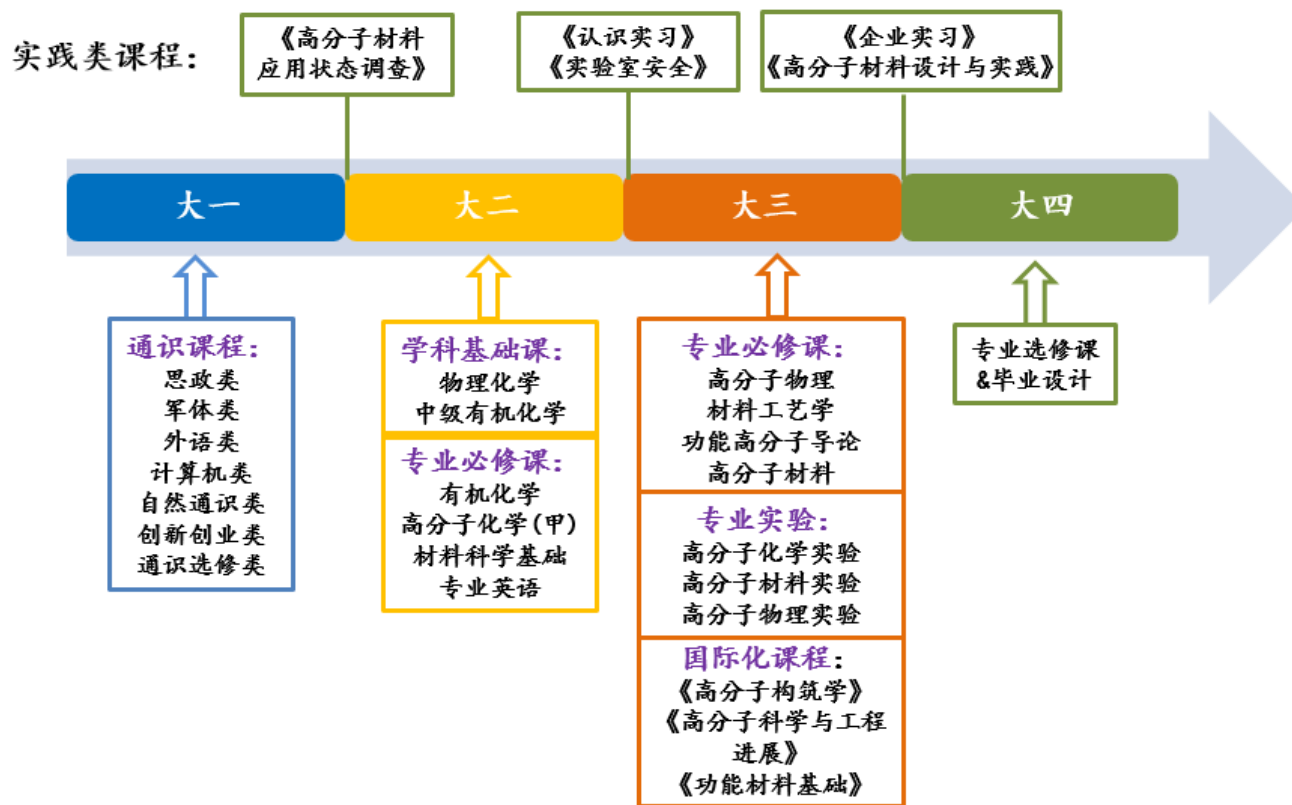 实践类课程：
《高分子材料
应用状态调查》
《认识实习》
《实验室安全》
《企业实习》
《高分子材料设计与实践》
大一
大二
大三
大四
通识课程：
思政类
军体类
外语类
计算机类
自然通识类
创新创业类
通识选修类
学科基础课：
物理化学
中级有机化学
专业必修课：
有机化学
高分子化学(甲)
材料科学基础
专业英语
专业必修课：
高分子物理
材料工艺学
功能高分子导论
高分子材料
专业实验：
高分子化学实验
高分子材料实验
高分子物理实验
国际化课程：
《高分子构筑学》
《高分子科学与工程
进展》
《功能材料基础》
专业选修课
&毕业设计